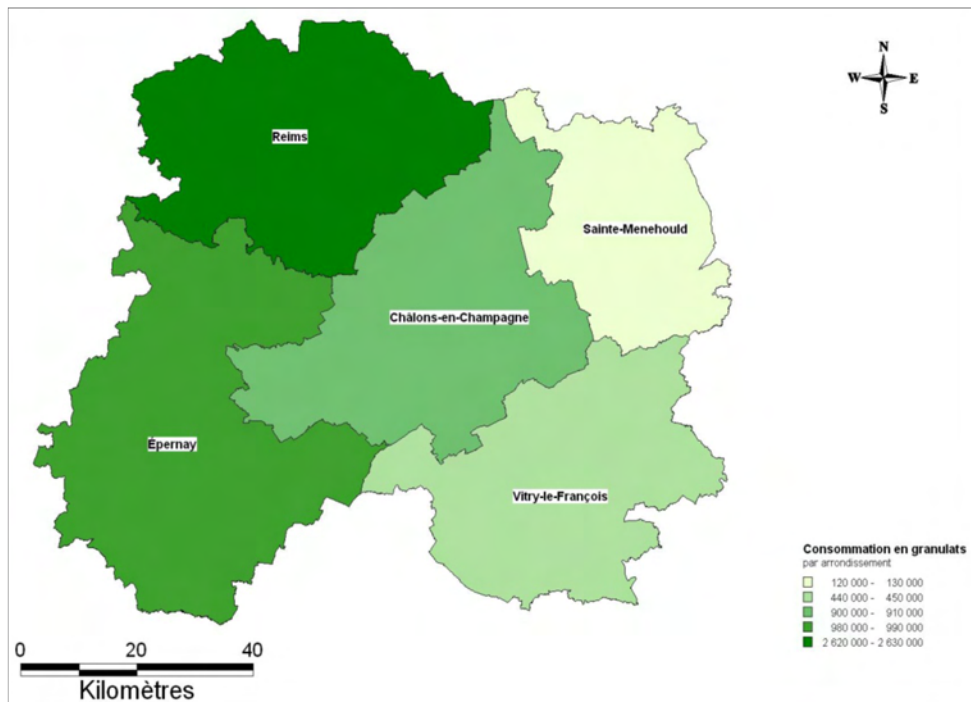 N
W E
S
Reims
Sainte-Menehould
Châlons-en-Champagne
Épernay
Vitry-le-François
Consommation en granulats
par arrondissement
120 000 - 130 000
440 000 - 450 000
900 000 - 910 000
980 000 - 990 000
2 620 000 - 2 630 000
0 20 40
Kilomètres